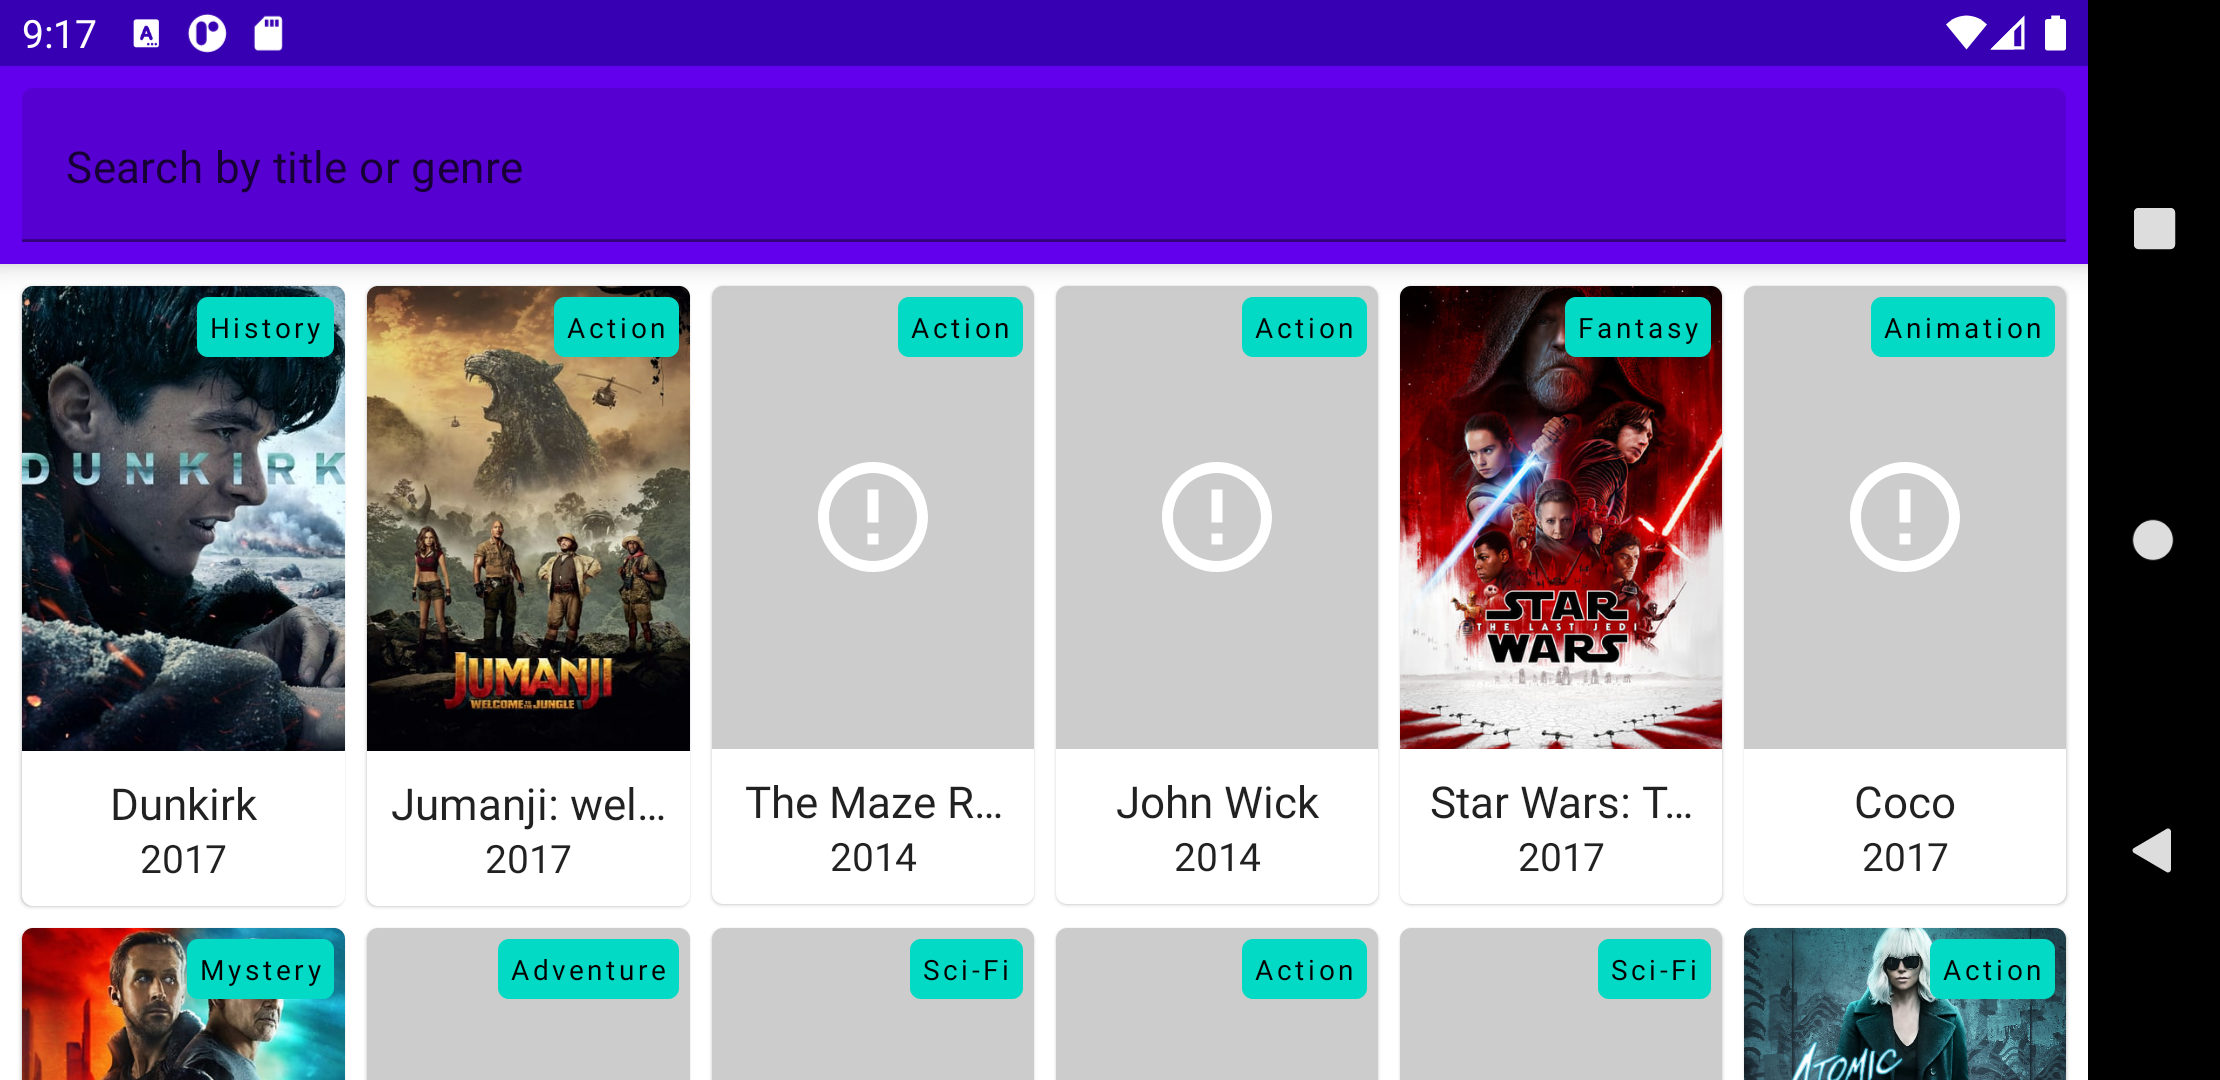 9:17
Search by title or genre
History
Action
Action
Action
Fantasy
Animation
DUNKIRK
JUMANJI
WELCOME TO THE JUNGLE
STAR
THE LAST JEDI
WARS
Dunkirk
Jumanji: wel...
The Maze R...
John Wick
Star Wars: T...
Coco
2017
2017
2014
2014
2017
2017
Mystery
Adventure
Sci-Fi
Action
Sci-Fi
Action
ATOMIC